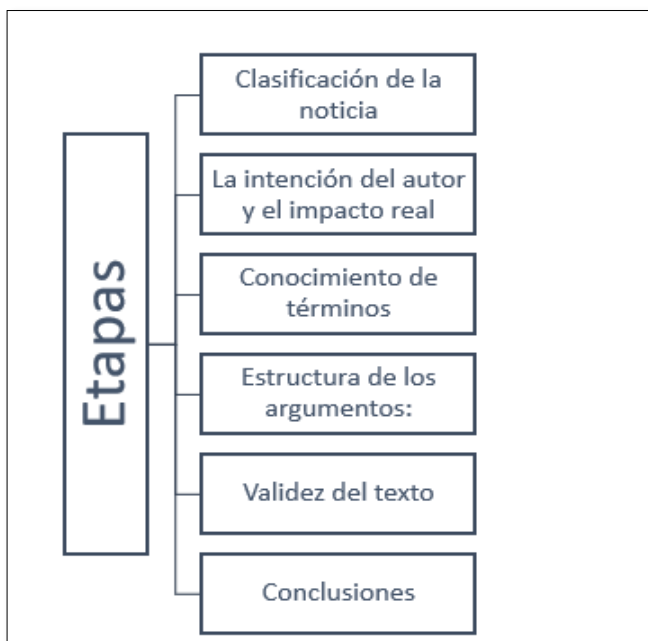 Etapas
Clasificación de la
noticia
La intención del autor
y el impacto real
Conocimiento de
términos
Estructura de los
argumentos:
Validez del texto
Conclusiones